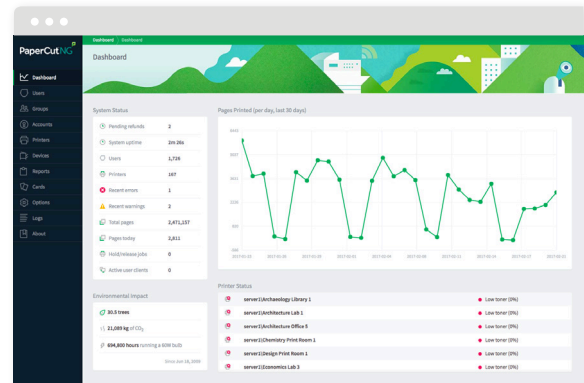 PaperCut NG
Dashboard Dashboard
Dashboard
Dashboard
Users
Groups
Accounts
Printers
Devices
Reports
Cards
Options
Logs
About
System Status
Pending refunds 2
System uptime 2m 26s
Users 1,726
Printers 167
Recent errors 1
Recent warnings 2
Total pages 2,471,157
Pages today 2,811
Hold/release jobs 0
Active user clients 0
Environmental Impact
30.5 trees
21,089 kg of CO2
694,800 hours running a 60W bulb
Pages Printed (per day, last 30 days)
Printer Status
server1\Archaeology Library 1 Low toner (0%)
server1\Architecture Lab 1 Low toner (0%)
server1\Architecture Office 5 Low toner (0%)
server1\Chemistry Print Room 1 Low toner (0%)
server1\Design Print Room 1 Low toner (0%)
server1\Economics Lab 3 Low toner (0%)